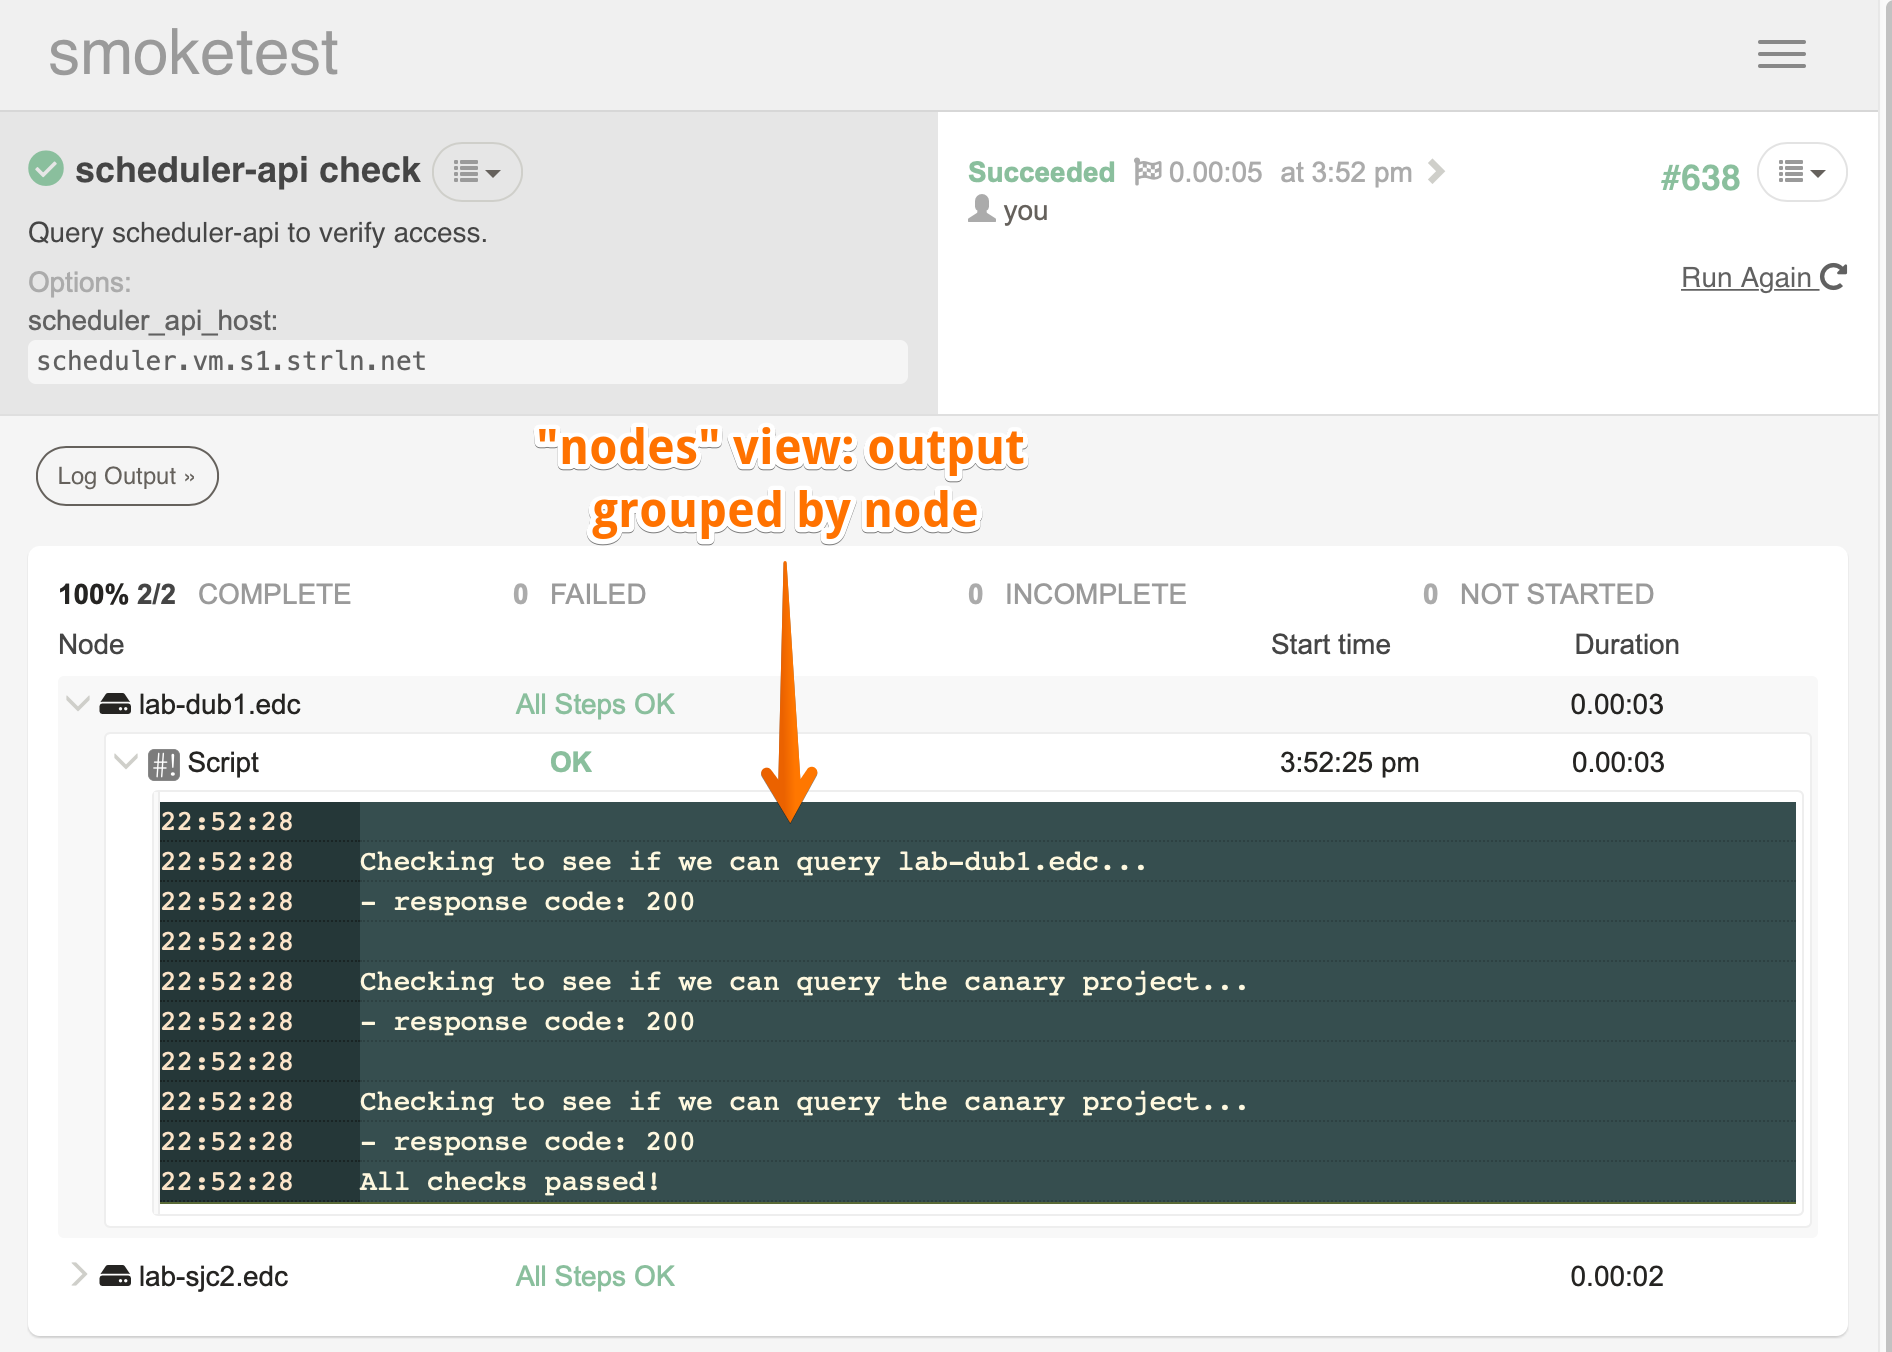 smoketest
scheduler-api check
Query scheduler-api to verify access.
Options:
scheduler_api_host:
scheduler.vm.s1.strln.net
Succeeded 0.00:05 at 3:52 pm
#638
you
Run Again
"nodes" view: output
grouped by node
Log Output »
100% 2/2 COMPLETE 0 FAILED 0 INCOMPLETE 0 NOT STARTED
Node Start time Duration
lab-dub1.edc All Steps OK 0.00:03
#! Script OK 3:52:25 pm 0.00:03
22:52:28
22:52:28 Checking to see if we can query lab-dub1.edc...
22:52:28 - response code: 200
22:52:28
22:52:28 Checking to see if we can query the canary project...
22:52:28 - response code: 200
22:52:28
22:52:28 Checking to see if we can query the canary project...
22:52:28 - response code: 200
22:52:28 All checks passed!
lab-sjc2.edc All Steps OK 0.00:02